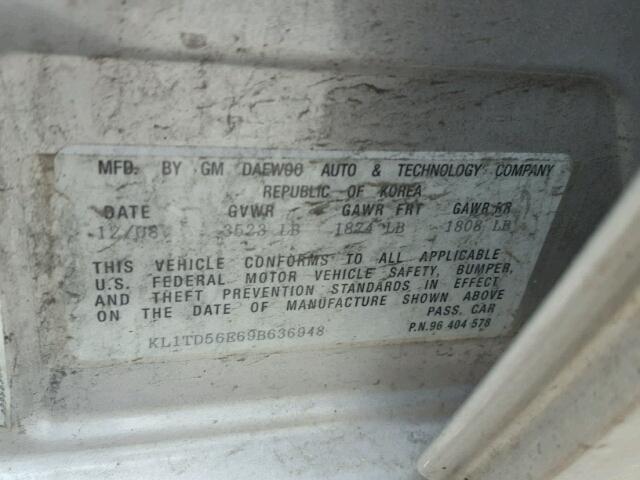 MFD. BY GM DAEWOO AUTO & TECHNOLOGY COMPANY
REPUBLIC OF KOREA
DATE GVWR GAWR FRT GAWR RR
12/08 3523 LB 1824 LB 1808 LB
THIS VEHICLE CONFORMS TO ALL APPLICABLE
U.S. FEDERAL MOTOR VEHICLE SAFETY, BUMPER,
AND THEFT PREVENTION STANDARDS IN EFFECT
ON THE DATE OF MANUFACTURE SHOWN ABOVE
PASS. CAR
KL1TD56E69B636948
P.N. 96 404 578